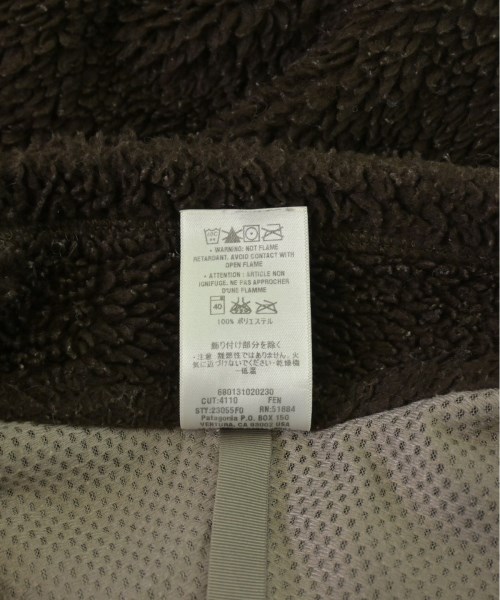 • WARNING: NOT FLAME
RETARDANT, AVOID CONTACT WITH
OPEN FLAME
• ATTENTION : ARTICLE NON
IGNIFUGE, NE PAS APPROCHER
D'UNE FLAMME
40
100% ポリエステル
飾り付け部分を除く
・注意 難燃性ではありません。火
気に近づけないでください-乾燥機
-低温
680131020230
CUT:4110 FEN
STY:23055FD RN:51884
Patagonia P.O. BOX 150
VENTURA, CA 93002 USA